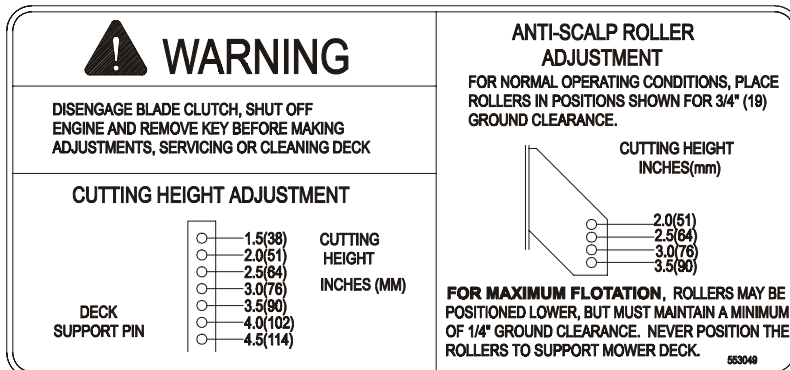 WARNING
DISENGAGE BLADE CLUTCH, SHUT OFF
ENGINE AND REMOVE KEY BEFORE MAKING
ADJUSTMENTS, SERVICING OR CLEANING DECK
CUTTING HEIGHT ADJUSTMENT
1.5(38)
2.0(51)
2.5(64)
3.0(76)
3.5(90)
4.0(102)
4.5(114)
CUTTING
HEIGHT
INCHES (MM)
DECK
SUPPORT PIN
ANTI-SCALP ROLLER
ADJUSTMENT
FOR NORMAL OPERATING CONDITIONS, PLACE
ROLLERS IN POSITIONS SHOWN FOR 3/4" (19)
GROUND CLEARANCE.
CUTTING HEIGHT
INCHES(mm)
2.0(51)
2.5(64)
3.0(76)
3.5(90)
FOR MAXIMUM FLOTATION, ROLLERS MAY BE
POSITIONED LOWER, BUT MUST MAINTAIN A MINIMUM
OF 1/4" GROUND CLEARANCE. NEVER POSITION THE
ROLLERS TO SUPPORT MOWER DECK.
553049